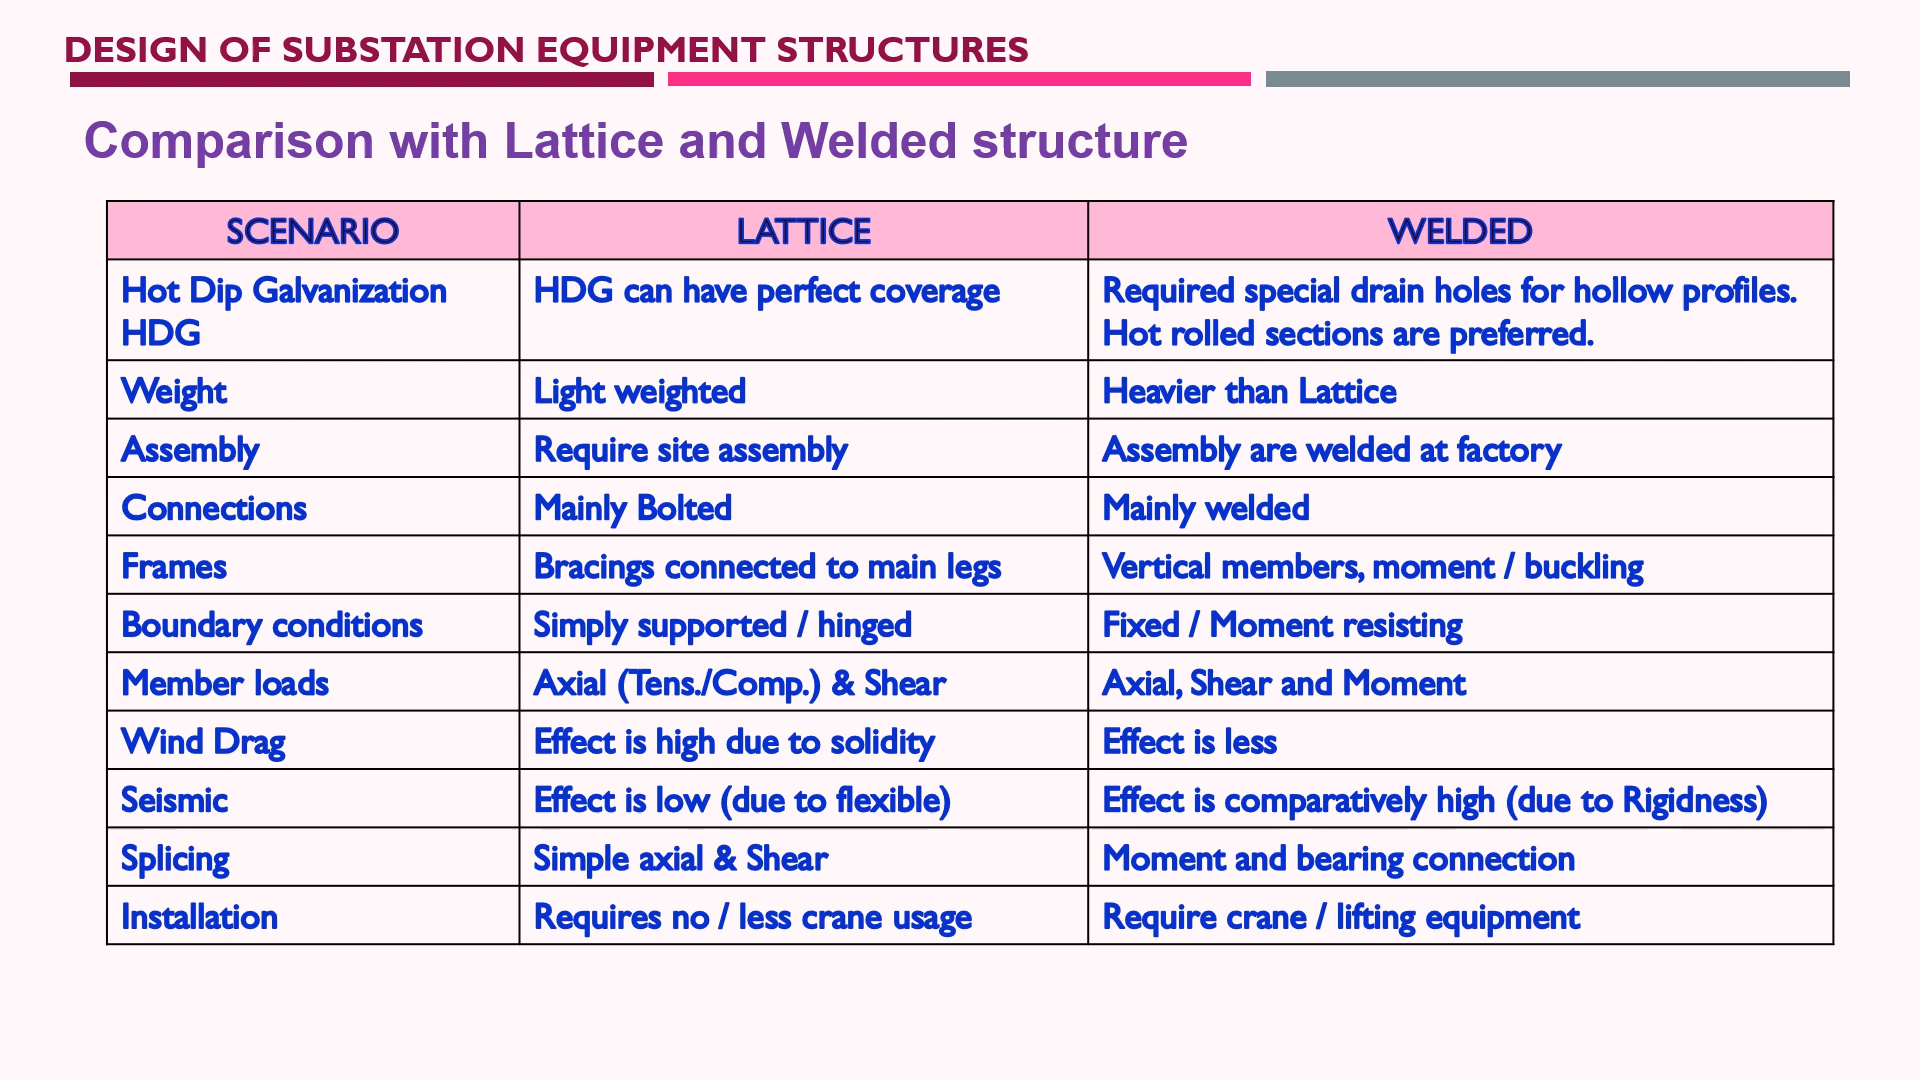 DESIGN OF SUBSTATION EQUIPMENT STRUCTURES
Comparison with Lattice and Welded structure
SCENARIO LATTICE WELDED
Hot Dip Galvanization HDG can have perfect coverage Required special drain holes for hollow profiles.
HDG Hot rolled sections are preferred.
Weight Light weighted Heavier than Lattice
Assembly Require site assembly Assembly are welded at factory
Connections Mainly Bolted Mainly welded
Frames Bracings connected to main legs Vertical members, moment / buckling
Boundary conditions Simply supported / hinged Fixed / Moment resisting
Member loads Axial (Tens./Comp.) & Shear Axial, Shear and Moment
Wind Drag Effect is high due to solidity Effect is less
Seismic Effect is low (due to flexible) Effect is comparatively high (due to Rigidness)
Splicing Simple axial & Shear Moment and bearing connection
Installation Requires no / less crane usage Require crane / lifting equipment